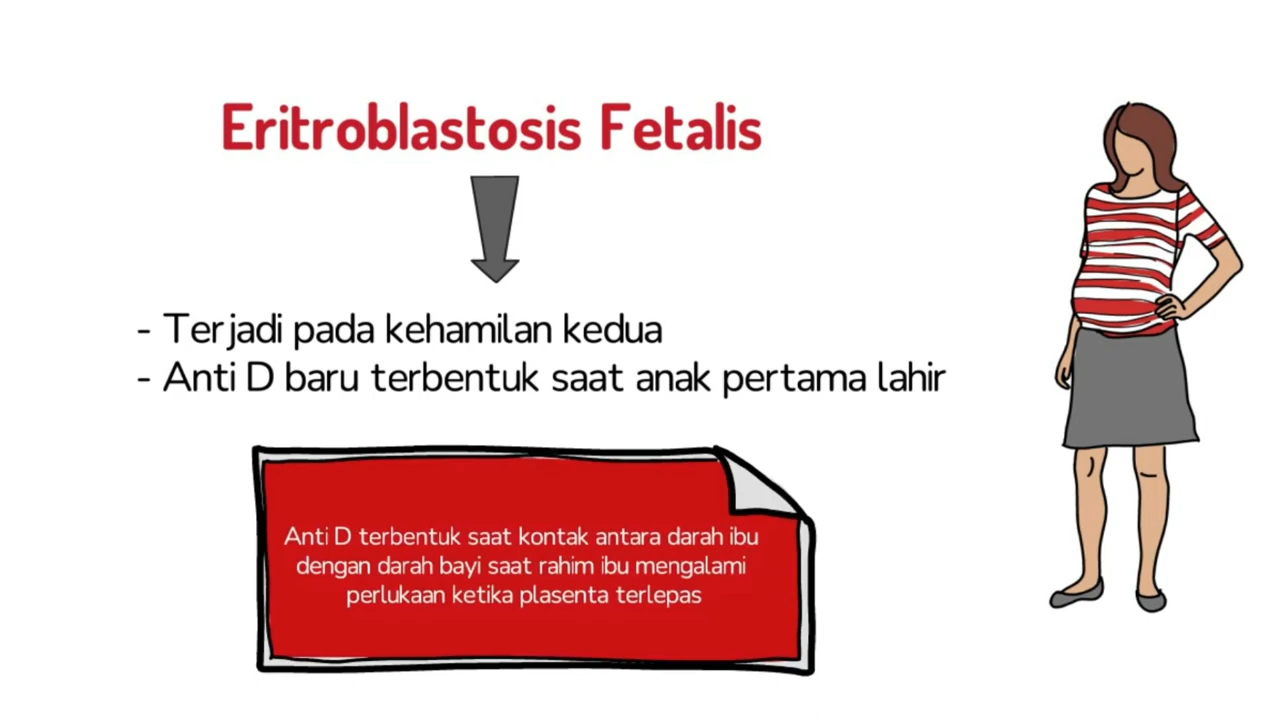 Eritroblastosis Fetalis
- Terjadi pada kehamilan kedua
- Anti D baru terbentuk saat anak pertama lahir
Anti D terbentuk saat kontak antara darah ibu
dengan darah bayi saat rahim ibu mengalami
perlukaan ketika plasenta terlepas